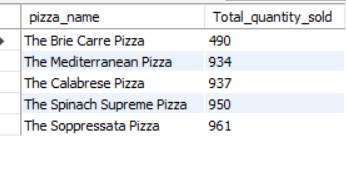 pizza_name Total_quantity_sold
The Brie Carre Pizza 490
The Mediterranean Pizza 934
The Calabrese Pizza 937
The Spinach Supreme Pizza 950
The Soppressata Pizza 961